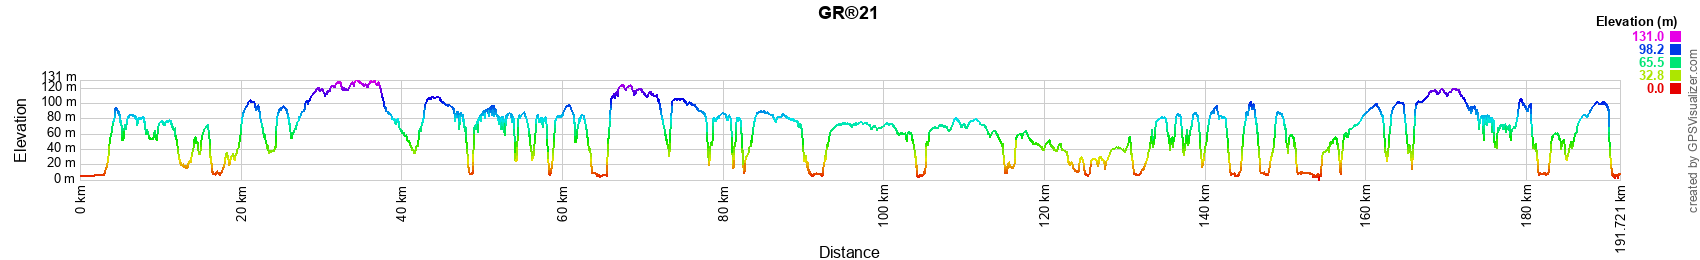 GR®21
Elevation (m)
131.0
98.2
65.5
32.8
0.0
Elevation
131 m
120 m
100 m
80 m
60 m
40 m
20 m
0 m
0 km
20 km
40 km
60 km
80 km
100 km
120 km
140 km
160 km
180 km
191.721 km
Distance
created by GPSVisualizer.com